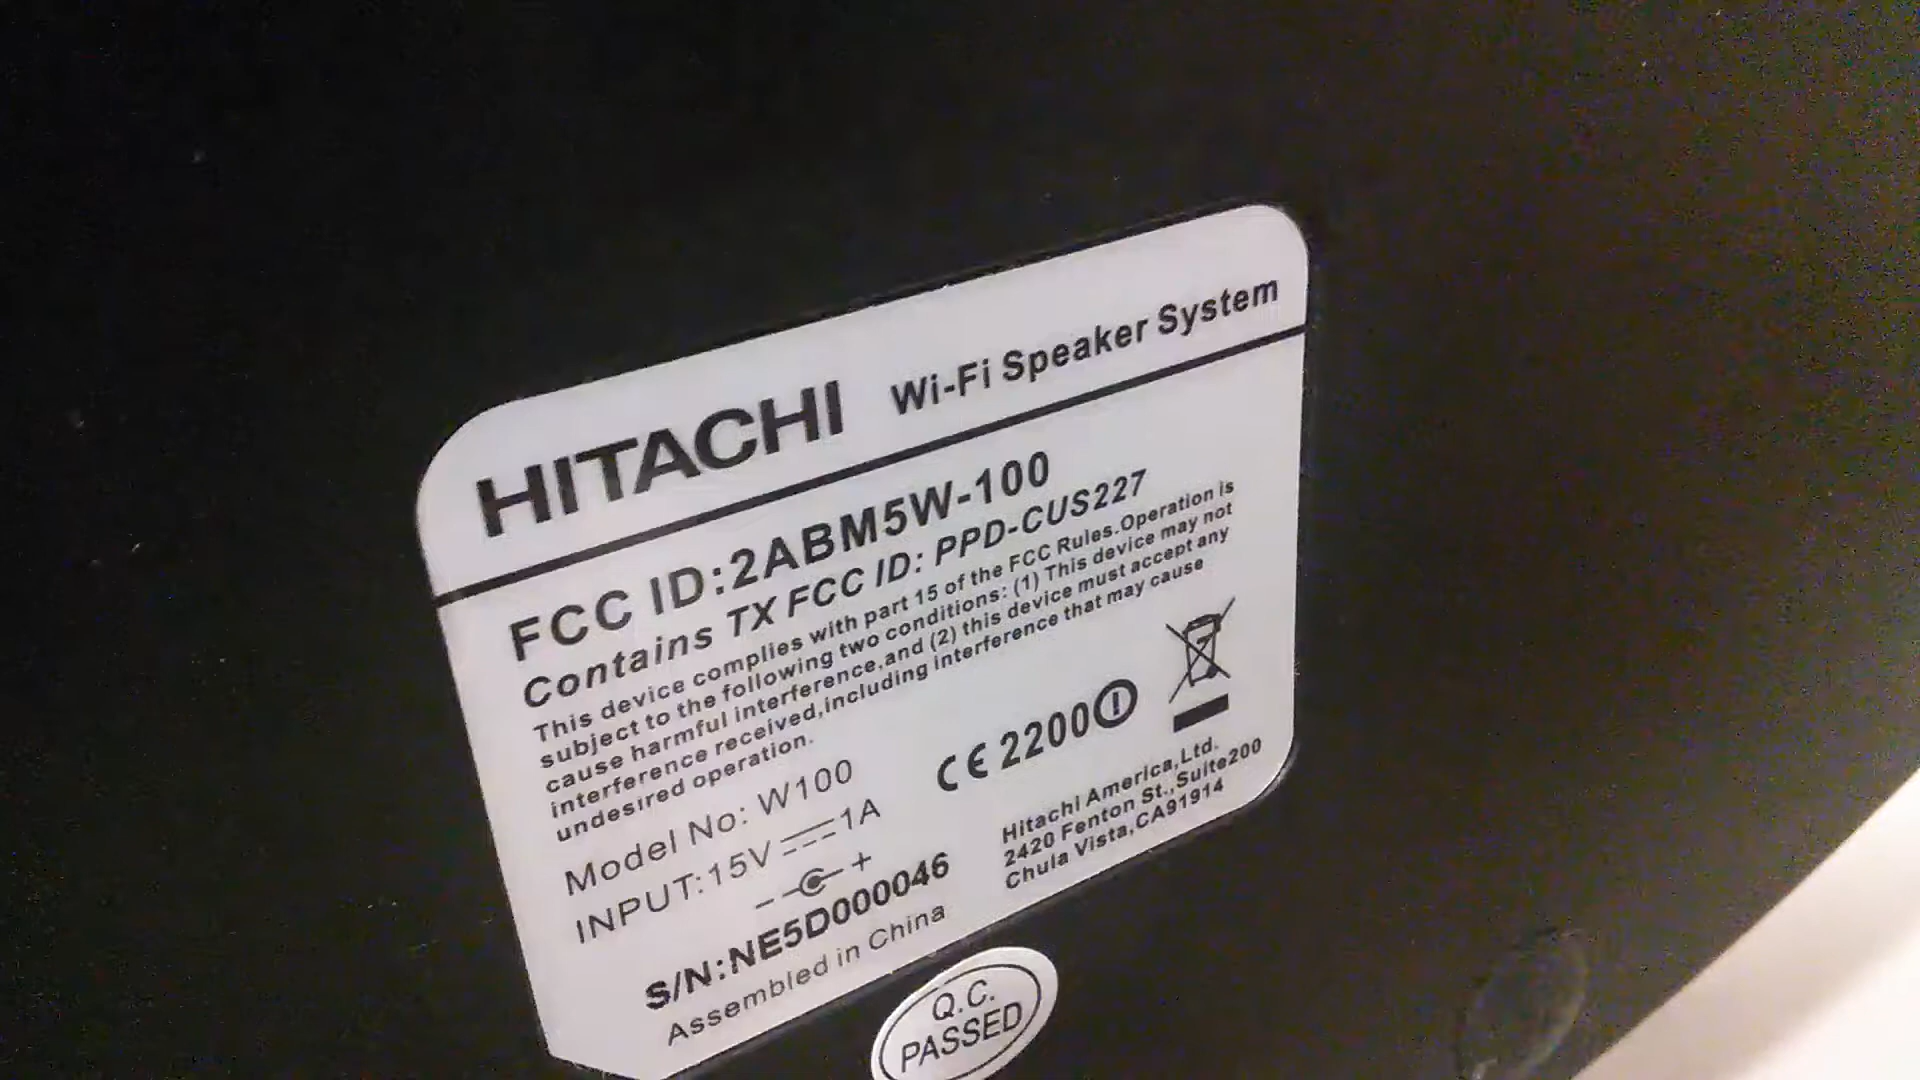 HITACHI Wi-Fi Speaker System
FCC ID:2ABM5W-100
Contains TX FCC ID: PPD-CUS227
This device complies with part 15 of the FCC Rules.Operation is
subject to the following two conditions: (1) This device may not
cause harmful interference,and (2) this device must accept any
interference received,including interference that may cause
undesired operation.
Model No: W100
INPUT:15V 1A
- +
S/N:NE5D000046
Assembled in China
CE2200
Hitachi America,Ltd.
2420 Fenton St.,Suite200
Chula Vista,CA91914
Q.C.
PASSED